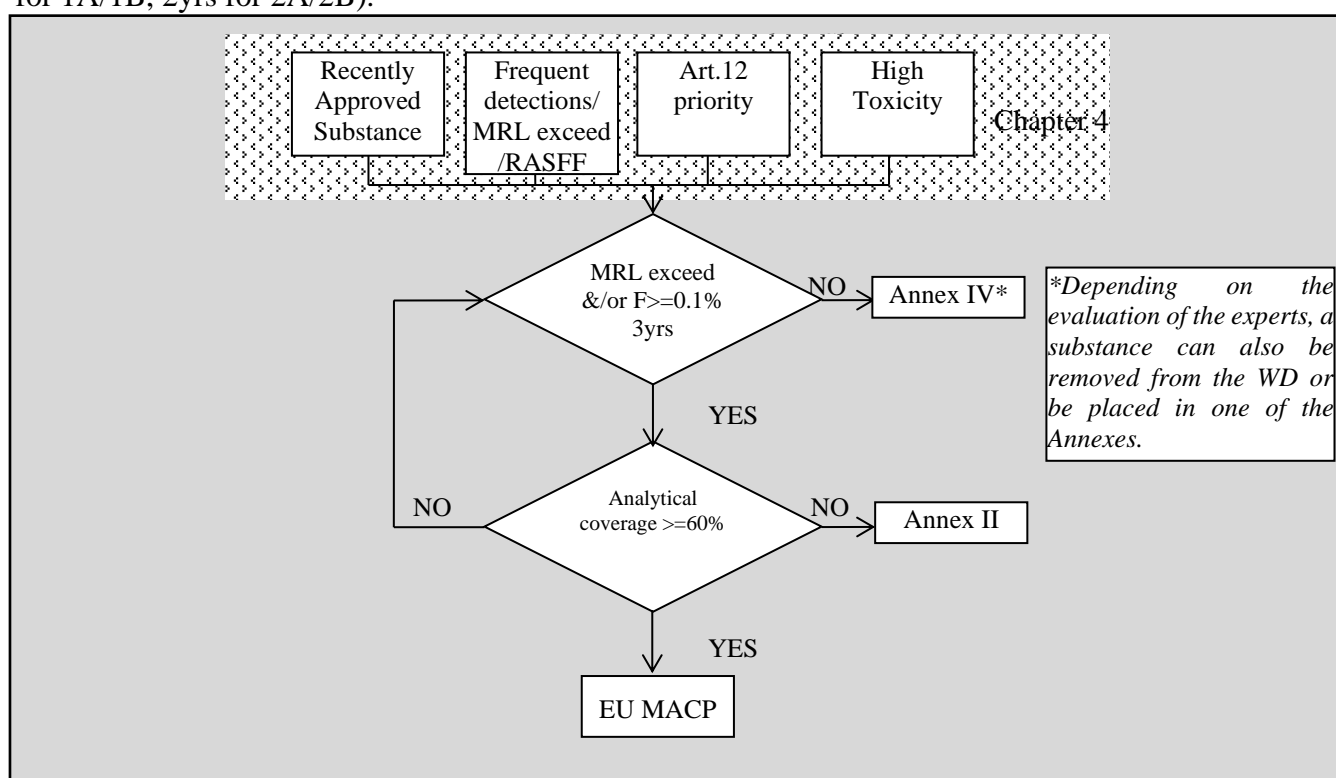 for 1A/1B, 2yrs for 2A/2B).
Recently
Approved
Substance
Frequent
detections/
MRL exceed
/RASFF
Art.12
priority
High
Toxicity
Chapter 4
MRL exceed
&/or F>=0.1%
3yrs
NO
Annex IV*
*Depending on the
evaluation of the experts, a
substance can also be
removed from the WD or
be placed in one of the
Annexes.
YES
NO
Analytical
coverage >=60%
NO
Annex II
YES
EU MACP